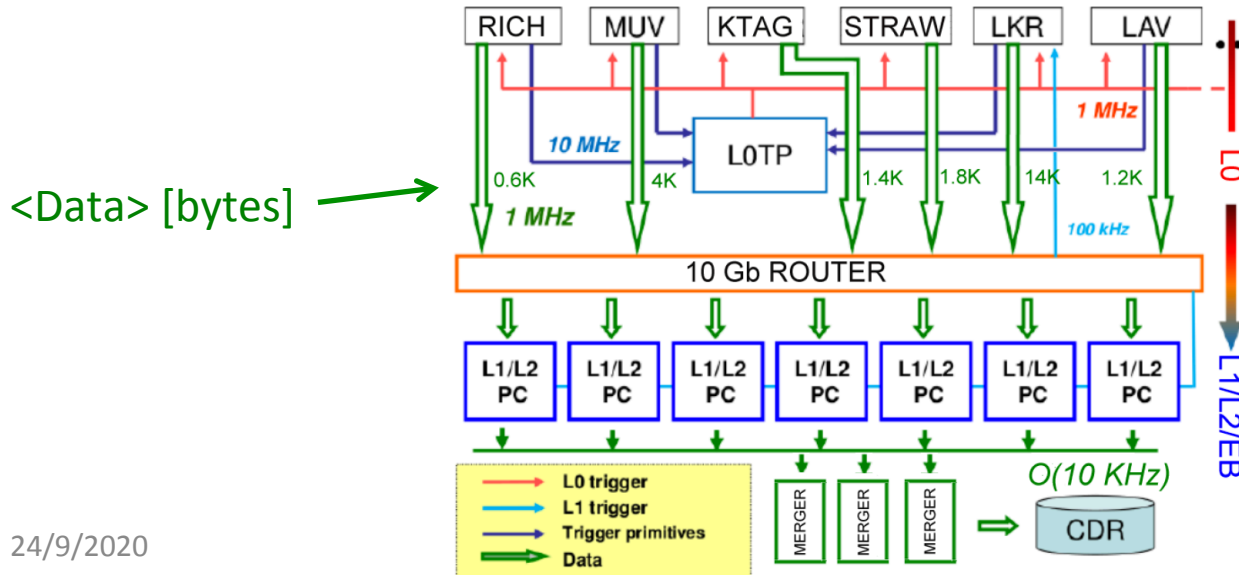 RICH MUV KTAG STRAW LKR LAV
1 MHz
10 MHz
L0TP
L0
<Data> [bytes]
0.6K 4K 1.4K 1.8K 14K 1.2K
1 MHz
100 kHz
10 Gb ROUTER
L1/L2 L1/L2 L1/L2 L1/L2 L1/L2 L1/L2 L1/L2
PC PC PC PC PC PC PC
L1/L2/EB
L0 trigger
L1 trigger
Trigger primitives
Data
MERGER
MERGER
MERGER
O(10 KHz)
CDR
24/9/2020